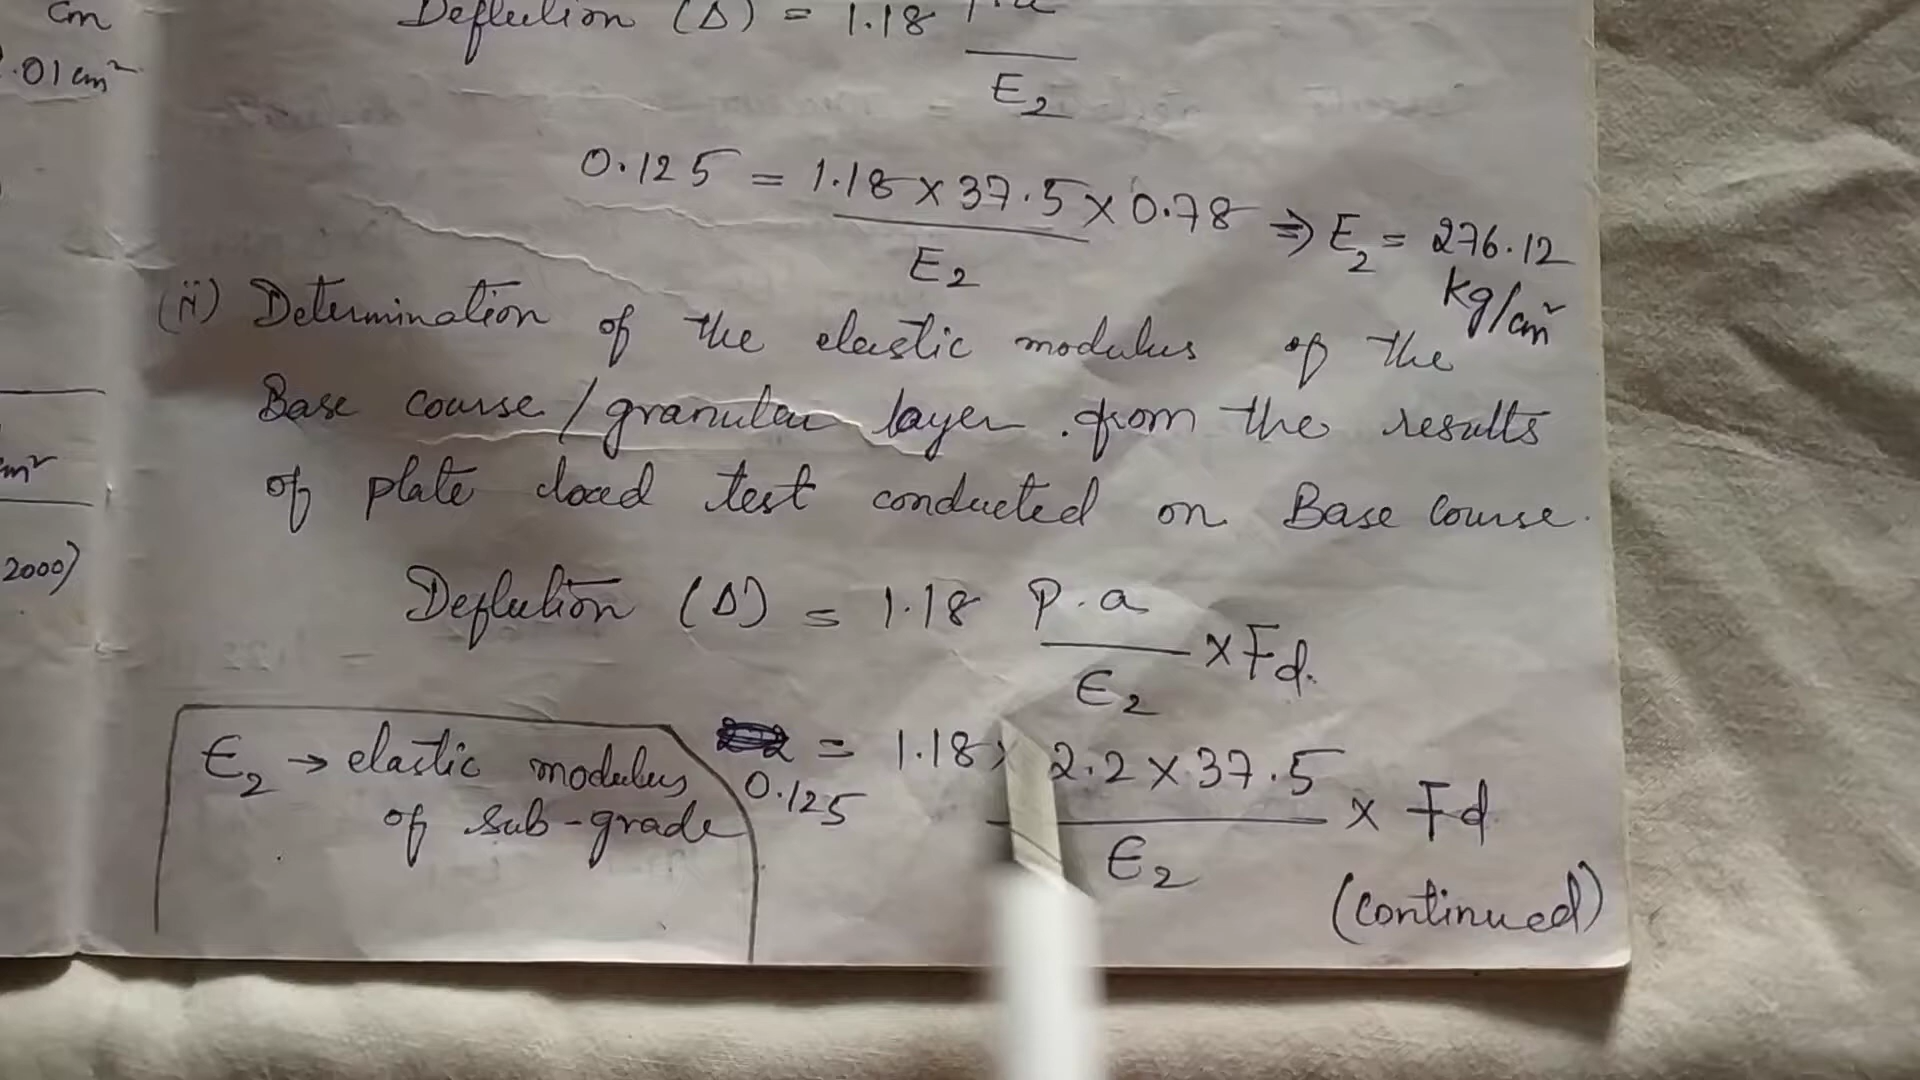 cm
.01 cm²
m²
2000)
Deflection (Δ) = 1.18 / E₂
0.125 = 1.18 × 37.5 × 0.78 / E₂ ⇒ E₂ = 276.12 kg/cm²
(ii) Determination of the elastic modulus of the
Base course / granular layer from the results
of plate load test conducted on Base course.
Deflection (Δ) = 1.18 P.a / E₂ × Fd.
0.125 = 1.18 × 2.2 × 37.5 / E₂ × Fd
E₂ → elastic modulus
of sub-grade
(continued)